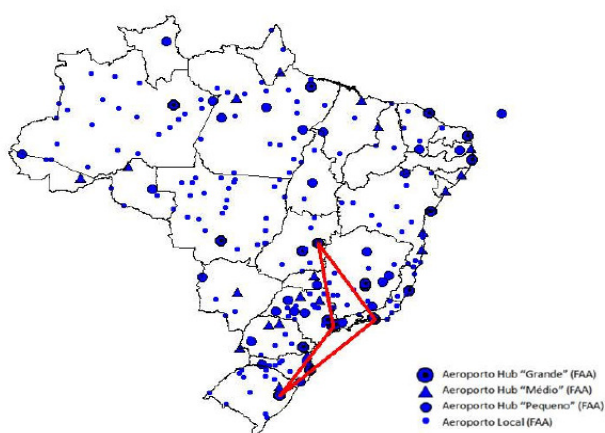 Aeroporto Hub "Grande" (FAA)
Aeroporto Hub "Médio" (FAA)
Aeroporto Hub "Pequeno" (FAA)
Aeroporto Local (FAA)